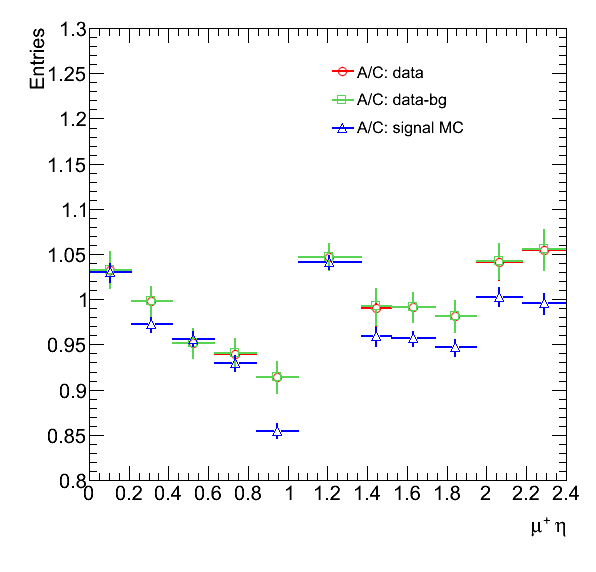 Entries
1.3
1.25
1.2
1.15
1.1
1.05
1
0.95
0.9
0.85
0.8
A/C: data
A/C: data-bg
A/C: signal MC
0 0.2 0.4 0.6 0.8 1 1.2 1.4 1.6 1.8 2 2.2 2.4
μ⁺ η